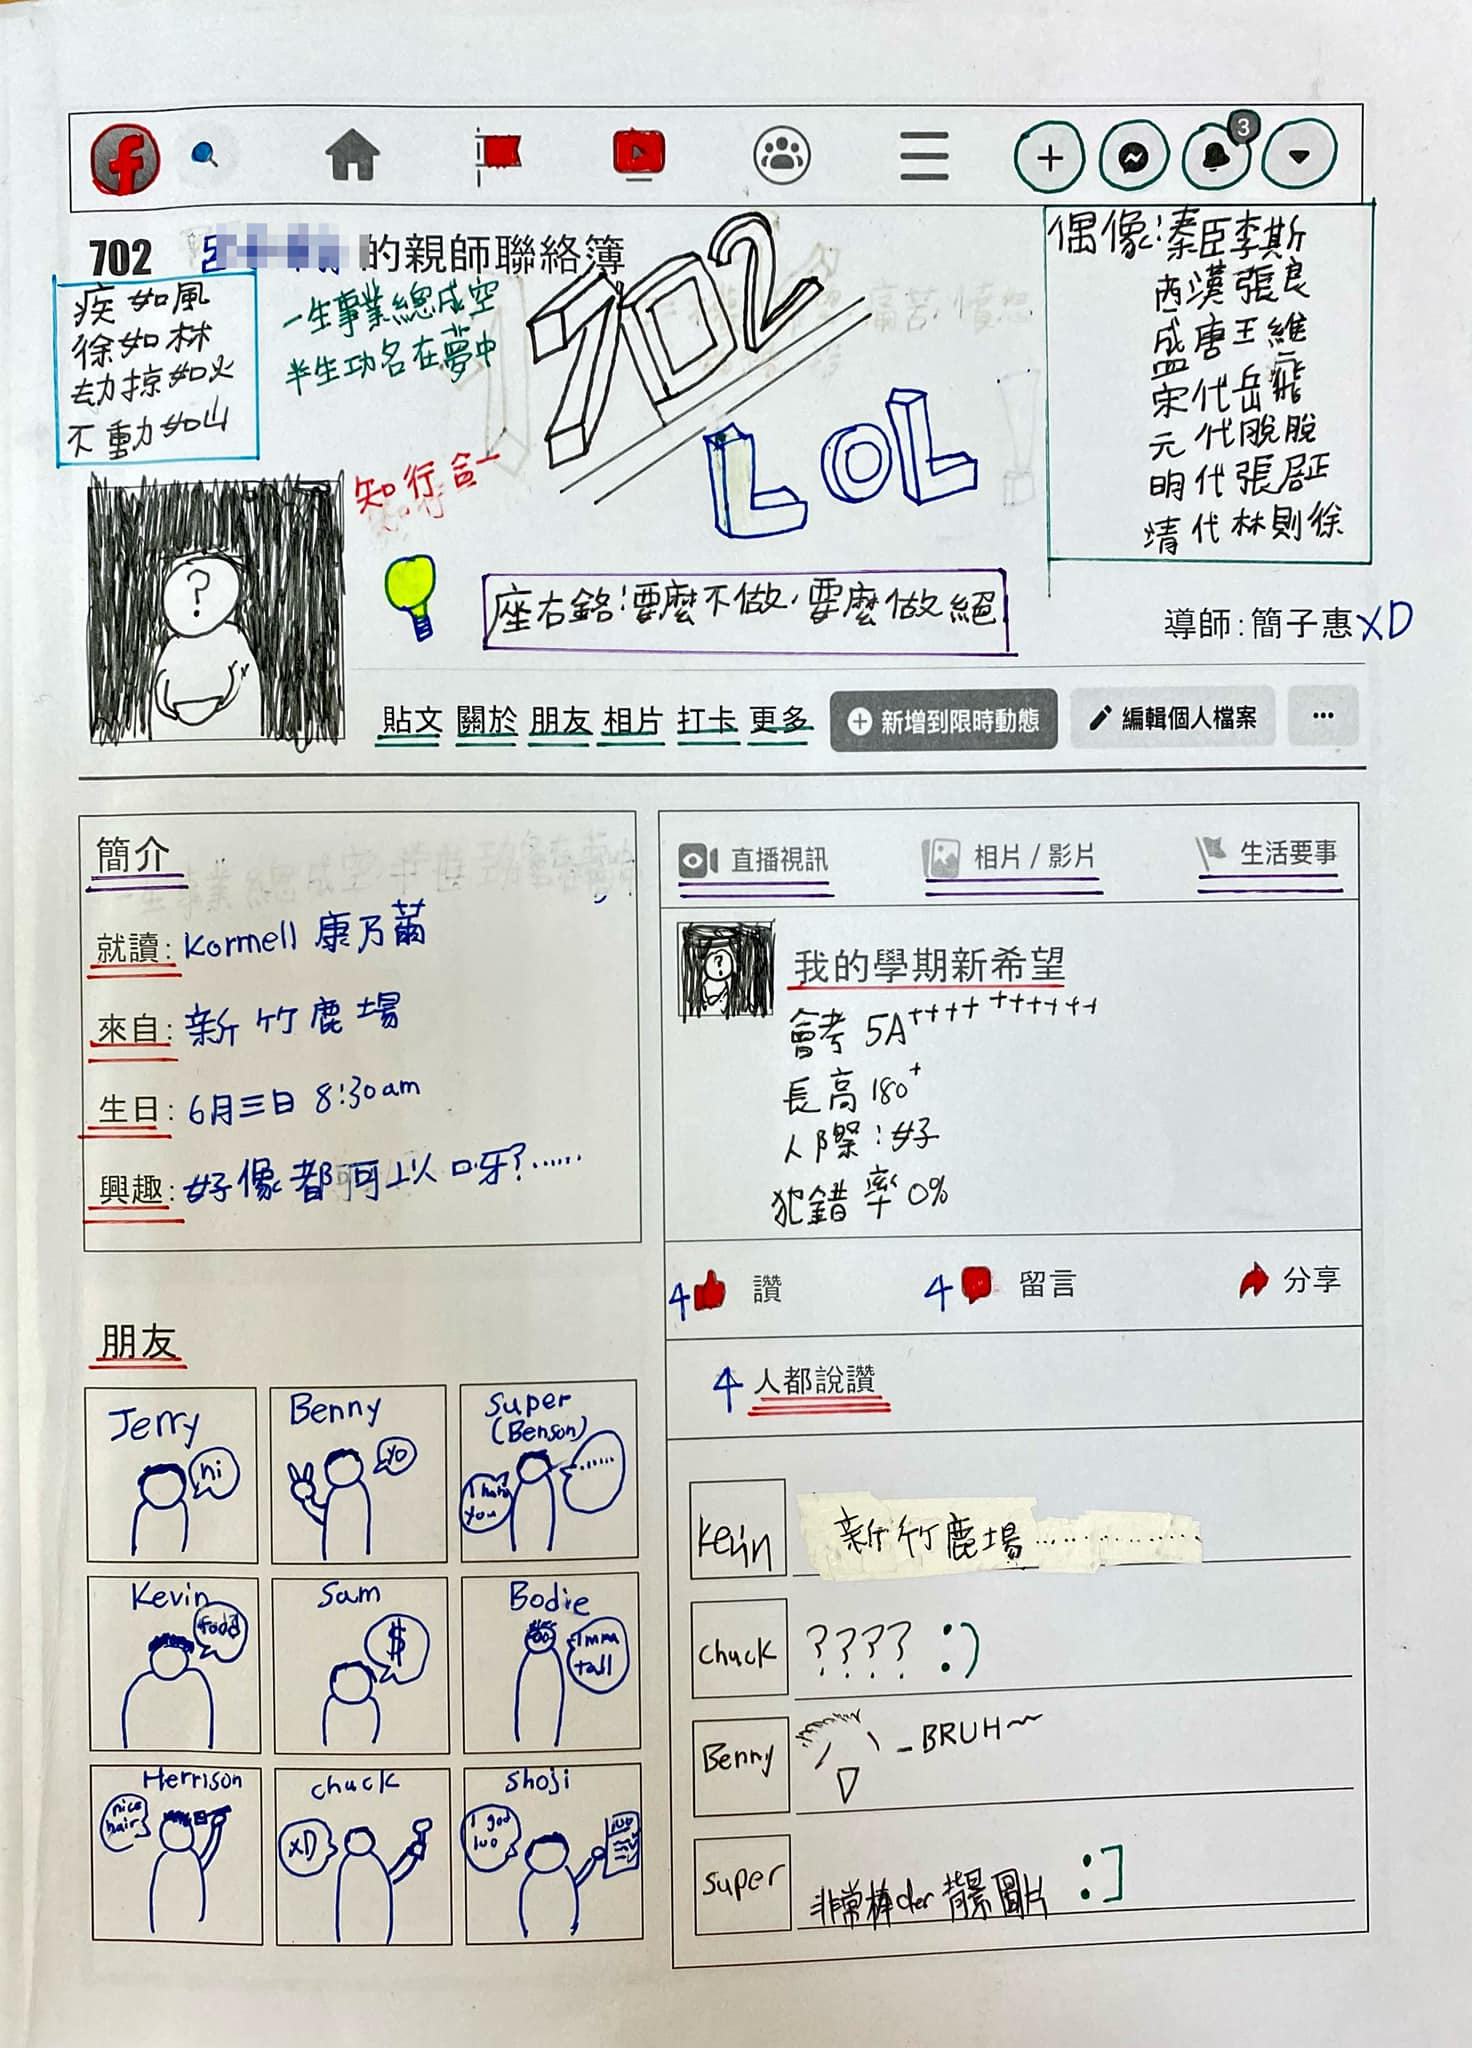 3
702 的親師聯絡簿
疾如風
徐如林
劫掠如火
不動如山
一生事業總成空
半生功名在夢中
702
LOL
知行合一
偶像:秦臣李斯
西漢張良
盛唐王維
宋代岳飛
元代脫脫
明代張居正
清代林則徐
座右銘:要麼不做,要麼做絕
導師:簡子惠XD
?
貼文 關於 朋友 相片 打卡 更多
新增到限時動態
編輯個人檔案
...
簡介
就讀: Kormell 康乃薾
來自: 新竹鹿場
生日: 6月三日 8:30am
興趣: 好像都可以呀?......
朋友
Jerry
hi
Benny
yo
Super
(Benson)
I hate
you
......
Kevin
food
Sam
$
Bodie
Imma
tall
Herrison
nice
hair
chuck
XD
Shoji
I god
100
100
直播視訊
相片 / 影片
生活要事
?
我的學期新希望
會考 5A++++ ++++++
長高 180+
人際:好
犯錯率 0%
4 讚
4 留言
分享
4 人都說讚
Kevin
新竹鹿場...............
chuck
???? :)
Benny
- BRUH~~
super
非常棒der 背景圖片 :]